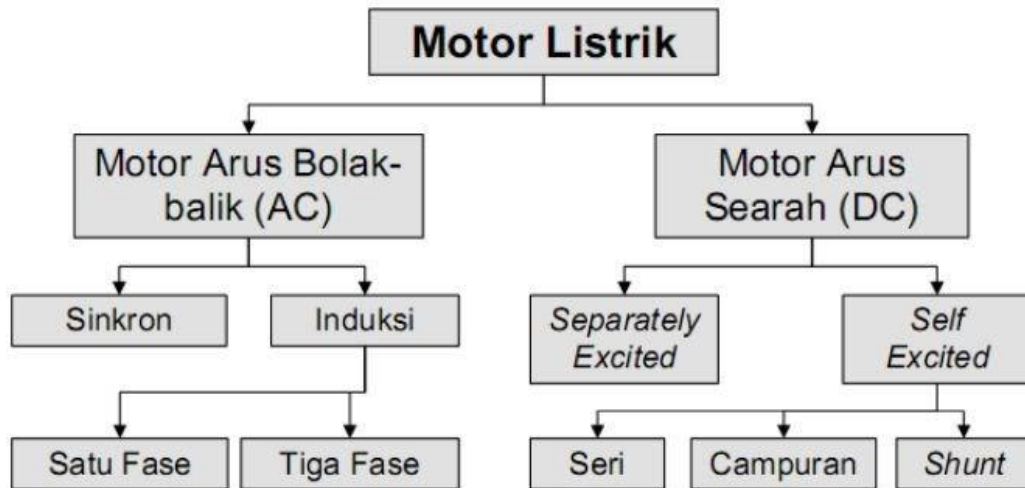 Motor Listrik
Motor Arus Bolak-
balik (AC)
Motor Arus
Searah (DC)
Sinkron
Induksi
Separately
Excited
Self
Excited
Satu Fase
Tiga Fase
Seri
Campuran
Shunt